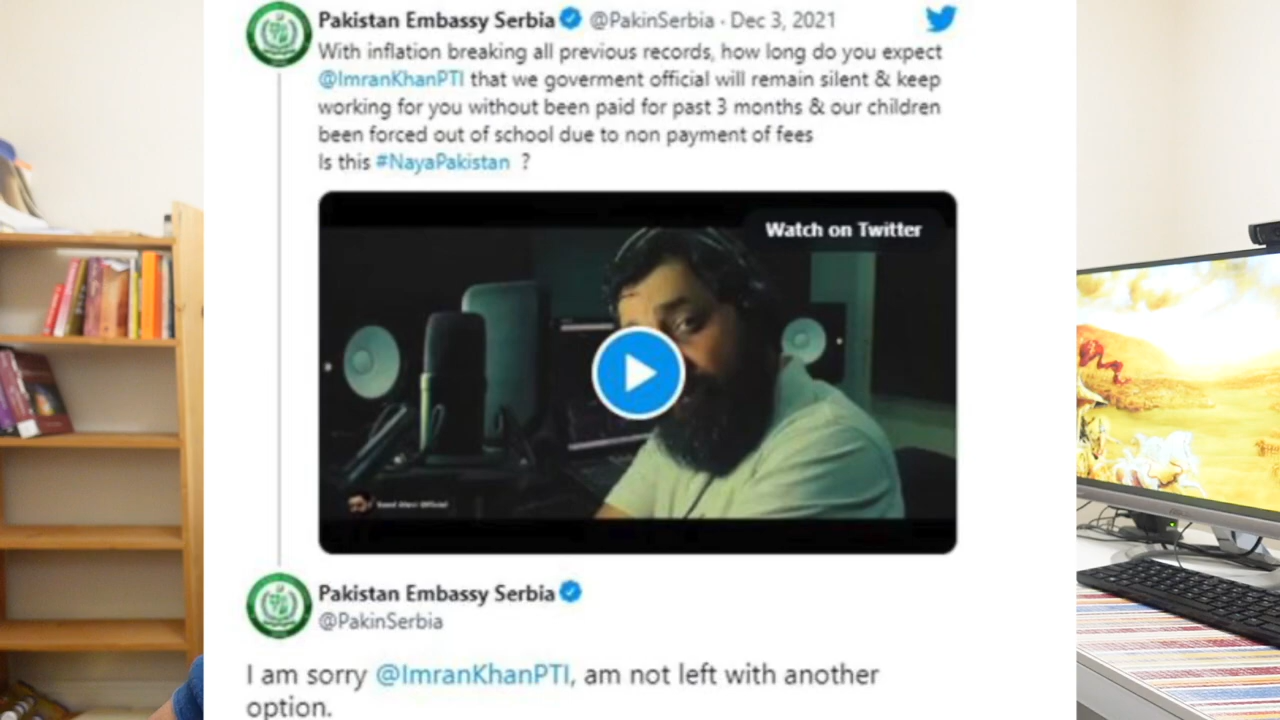 Pakistan Embassy Serbia @PakinSerbia · Dec 3, 2021
With inflation breaking all previous records, how long do you expect
@ImranKhanPTI that we goverment official will remain silent & keep
working for you without been paid for past 3 months & our children
been forced out of school due to non payment of fees
Is this #NayaPakistan ?
Watch on Twitter
Pakistan Embassy Serbia
@PakinSerbia
I am sorry @ImranKhanPTI, am not left with another
option.